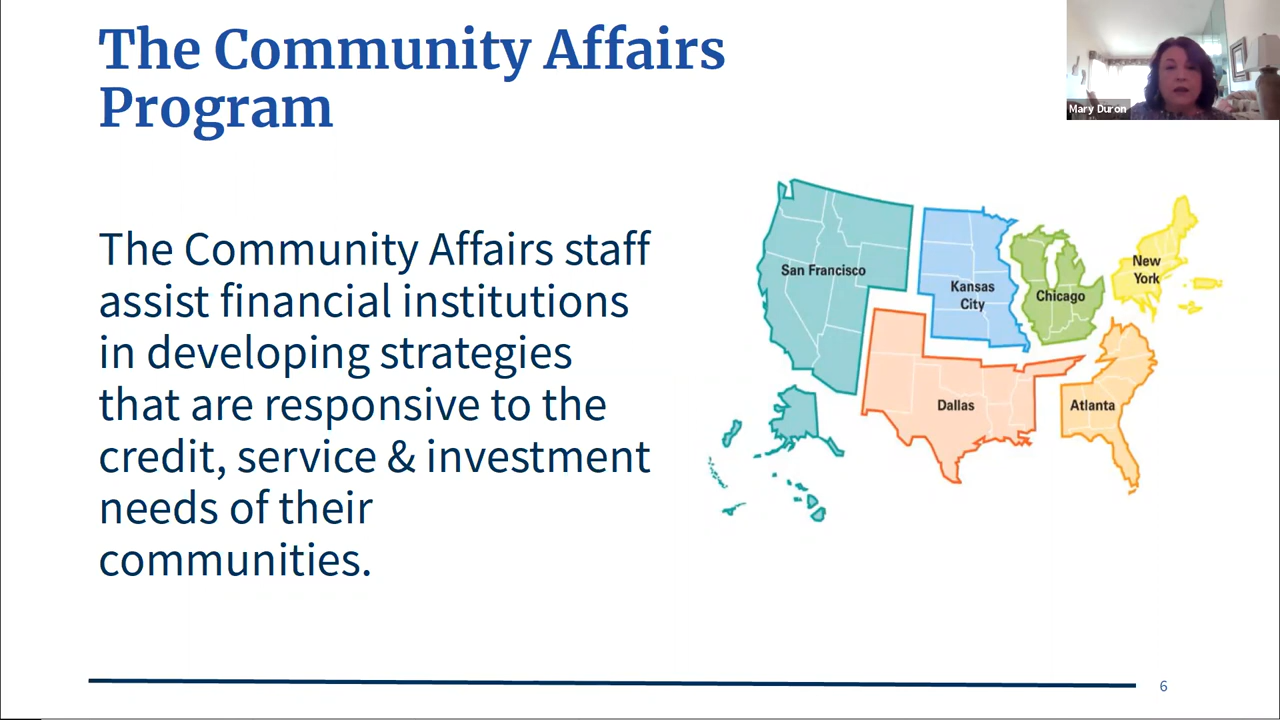 The Community Affairs
Program
Mary Duron
The Community Affairs staff
assist financial institutions
in developing strategies
that are responsive to the
credit, service & investment
needs of their
communities.
San Francisco
Kansas
City
Chicago
New
York
Dallas
Atlanta
6